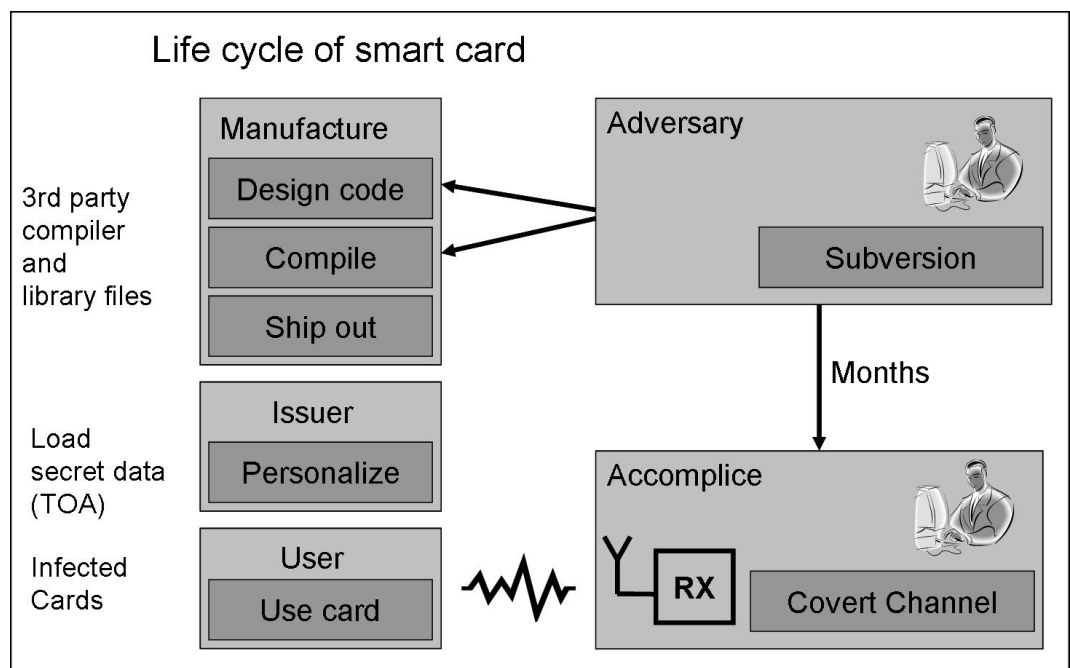 Life cycle of smart card
Manufacture
Design code
Compile
Ship out
3rd party
compiler
and
library files
Adversary
Subversion
Months
Issuer
Personalize
Load
secret data
(TOA)
Accomplice
RX
Covert Channel
User
Use card
Infected
Cards